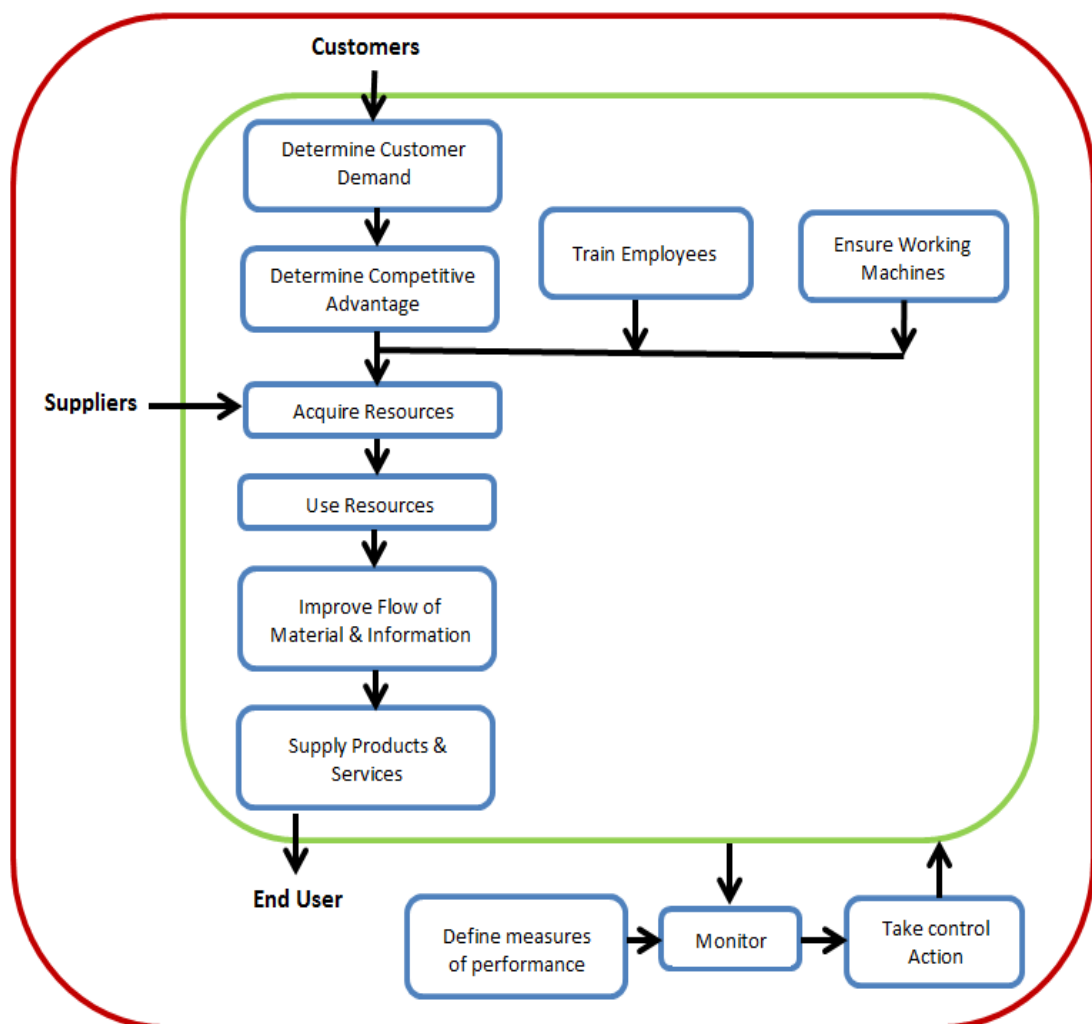 Customers
Determine Customer
Demand
Train Employees
Ensure Working
Machines
Determine Competitive
Advantage
Suppliers
Acquire Resources
Use Resources
Improve Flow of
Material & Information
Supply Products &
Services
End User
Define measures
of performance
Monitor
Take control
Action